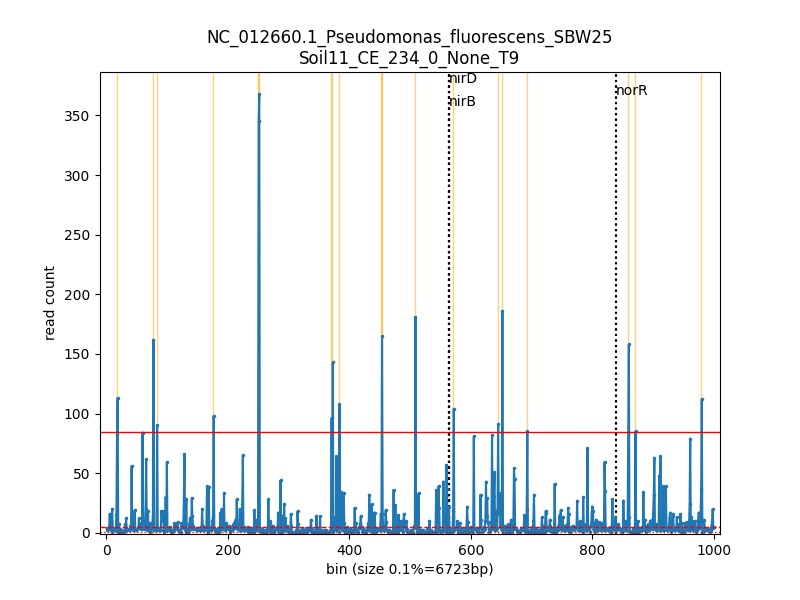 NC_012660.1_Pseudomonas_fluorescens_SBW25
Soil11_CE_234_0_None_T9
nirD
norR
nirB
350
300
250
200
150
100
50
0
read count
0
200
400
600
800
1000
bin (size 0.1%=6723bp)